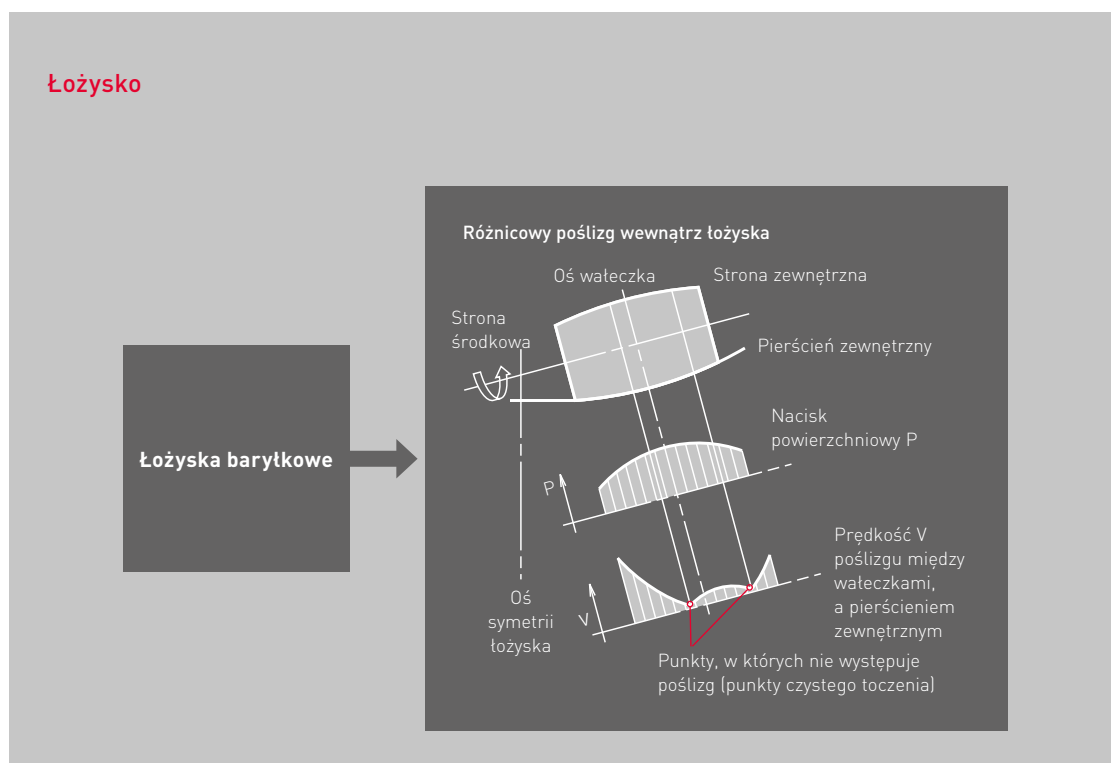 Łożysko
Łożyska baryłkowe
Różnicowy poślizg wewnątrz łożyska
Oś wałeczka
Strona zewnętrzna
Strona
środkowa
Pierścień zewnętrzny
Nacisk
powierzchniowy P
P
Prędkość V
poślizgu między
wałeczkami,
a pierścieniem
zewnętrznym
V
Oś
symetrii
łożyska
Punkty, w których nie występuje
poślizg (punkty czystego toczenia)